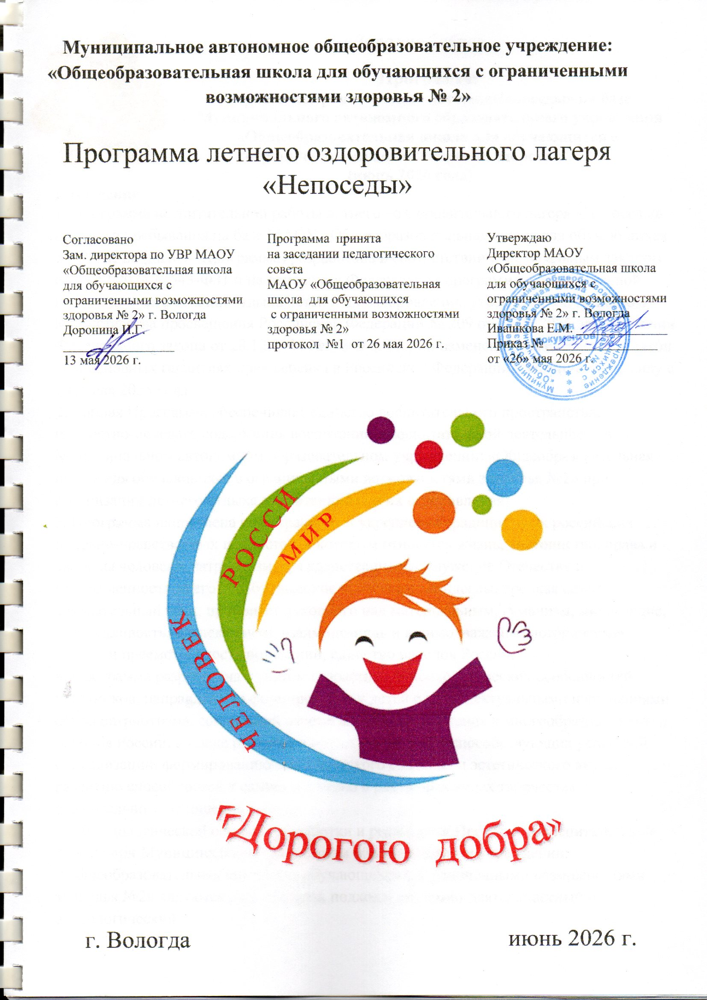 Муниципальное автономное общеобразовательное учреждение:
«Общеобразовательная школа для обучающихся с ограниченными
возможностями здоровья № 2»
Программа летнего оздоровительного лагеря
«Непоседы»
Согласовано
Зам. директора по УВР МАОУ
«Общеобразовательная школа
для обучающихся с
ограниченными возможностями
здоровья № 2» г. Вологда
Доронина И.Г.
13 мая 2026 г.
Программа принята
на заседании педагогического
совета
МАОУ «Общеобразовательная
школа для обучающихся
с ограниченными возможностями
здоровья № 2»
протокол №1 от 26 мая 2026 г.
Утверждаю
Директор МАОУ
«Общеобразовательная школа
для обучающихся с
ограниченными возможностями
здоровья № 2» г. Вологда
Ивашкова Е.М.
Приказ №
от «26» мая 2026 г.
Для
документов
ЧЕЛОВЕК
РОССИ
МИР
«Дорогою добра»
г. Вологда
июнь 2026 г.